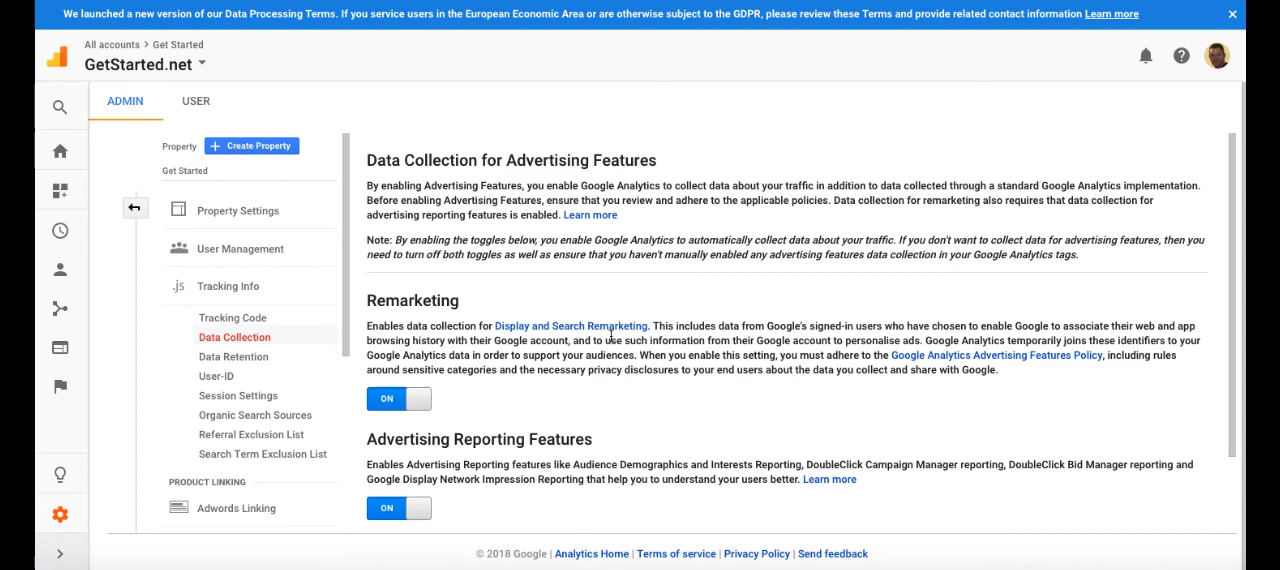 We launched a new version of our Data Processing Terms. If you service users in the European Economic Area or are otherwise subject to the GDPR, please review these Terms and provide related contact information Learn more
All accounts > Get Started
GetStarted.net
ADMIN USER
Property + Create Property
Get Started
Property Settings
User Management
.js Tracking Info
Tracking Code
Data Collection
Data Retention
User-ID
Session Settings
Organic Search Sources
Referral Exclusion List
Search Term Exclusion List
PRODUCT LINKING
Adwords Linking
Data Collection for Advertising Features
By enabling Advertising Features, you enable Google Analytics to collect data about your traffic in addition to data collected through a standard Google Analytics implementation.
Before enabling Advertising Features, ensure that you review and adhere to the applicable policies. Data collection for remarketing also requires that data collection for
advertising reporting features is enabled. Learn more
Note: By enabling the toggles below, you enable Google Analytics to automatically collect data about your traffic. If you don't want to collect data for advertising features, then you
need to turn off both toggles as well as ensure that you haven't manually enabled any advertising features data collection in your Google Analytics tags.
Remarketing
Enables data collection for Display and Search Remarketing. This includes data from Google's signed-in users who have chosen to enable Google to associate their web and app
browsing history with their Google account, and to use such information from their Google account to personalise ads. Google Analytics temporarily joins these identifiers to your
Google Analytics data in order to support your audiences. When you enable this setting, you must adhere to the Google Analytics Advertising Features Policy, including rules
around sensitive categories and the necessary privacy disclosures to your end users about the data you collect and share with Google.
ON
Advertising Reporting Features
Enables Advertising Reporting features like Audience Demographics and Interests Reporting, DoubleClick Campaign Manager reporting, DoubleClick Bid Manager reporting and
Google Display Network Impression Reporting that help you to understand your users better. Learn more
ON
© 2018 Google | Analytics Home | Terms of service | Privacy Policy | Send feedback